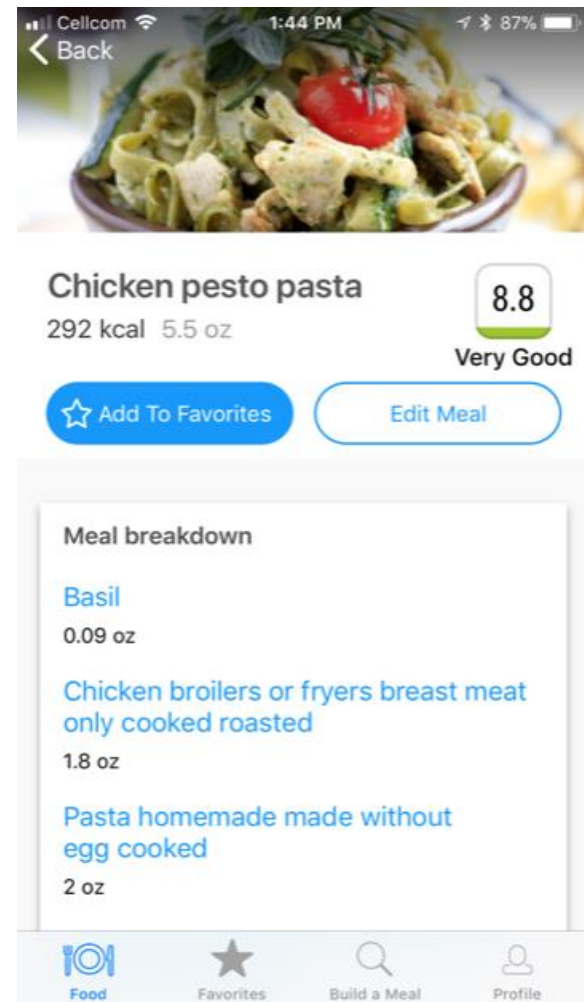 Cellcom 1:44 PM 87%
Back
Chicken pesto pasta
292 kcal 5.5 oz
8.8
Very Good
Add To Favorites Edit Meal
Meal breakdown
Basil
0.09 oz
Chicken broilers or fryers breast meat
only cooked roasted
1.8 oz
Pasta homemade made without
egg cooked
2 oz
Food Favorites Build a Meal Profile